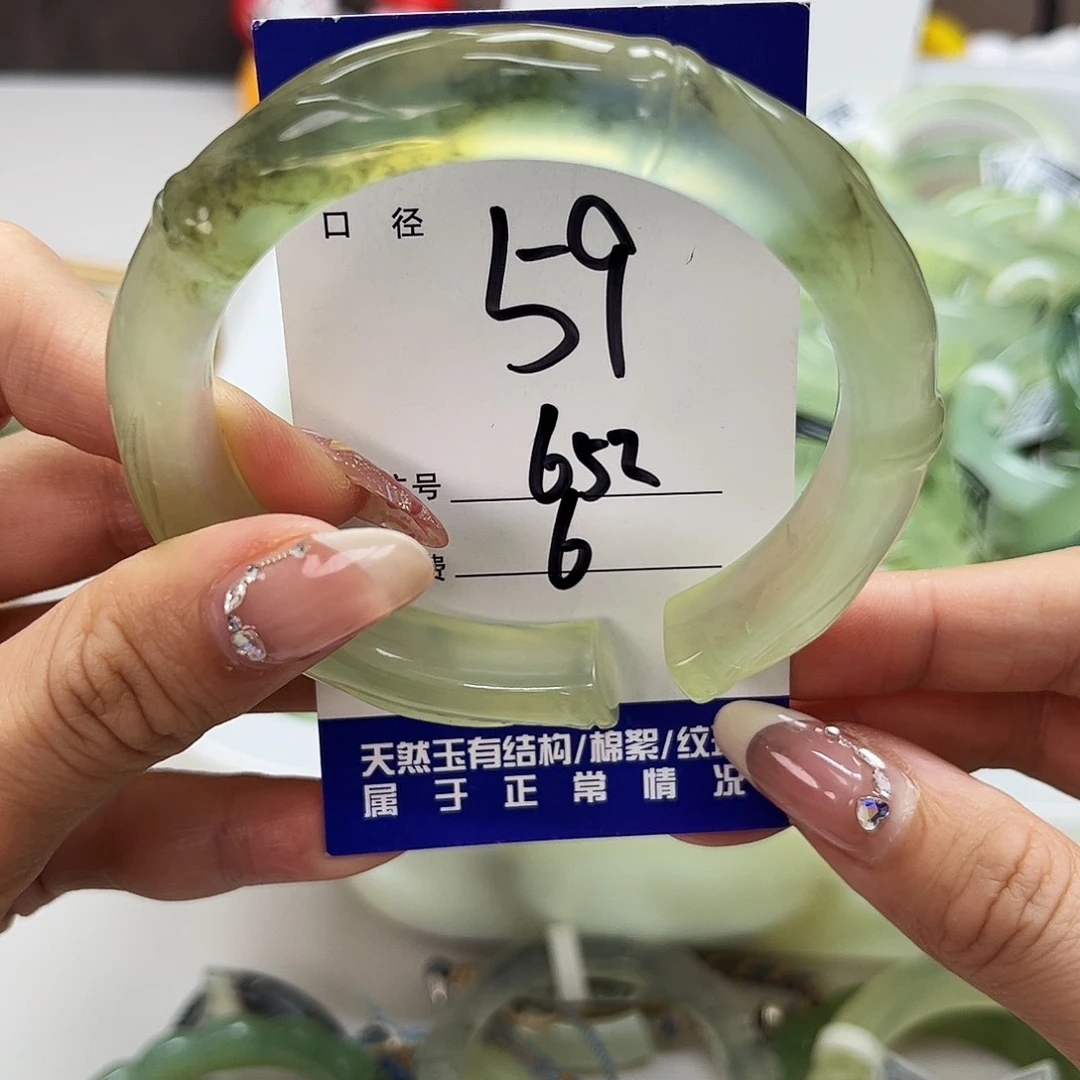 口 径
59
号 652
费 6
天然玉有结构/棉絮/纹
属 于 正 常 情 况